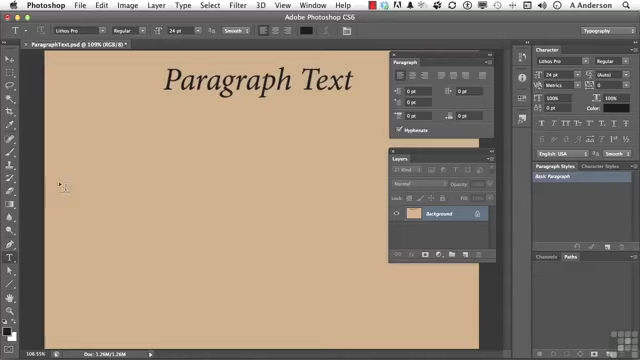 Photoshop File Edit Image Layer Type Select Filter View Window Help
A Anderson
Adobe Photoshop CS6
Lithos Pro Regular 24 pt Smooth Typography
ParagraphText.psd @ 109% (RGB/8) *
Paragraph Text
Paragraph
0 pt 0 pt
0 pt
0 pt 0 pt
Hyphenate
Layers
Kind
Normal Opacity:
Lock: Fill:
Background
Character
Lithos Pro Regular
24 pt (Auto)
Metrics 0
100% 100%
0 pt Color:
English: USA Smooth
Paragraph Styles Character Styles
Basic Paragraph
Channels Paths
108.55% Doc: 5.26M/1.26M